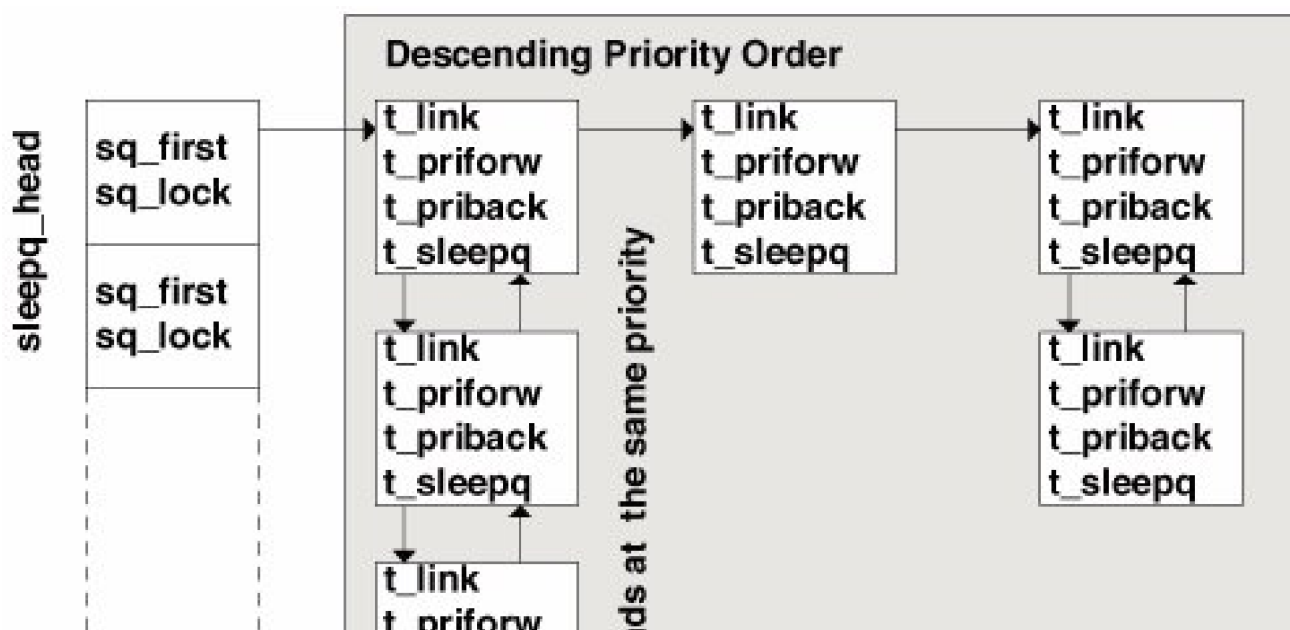 Descending Priority Order
sleepq_head
sq_first
sq_lock
sq_first
sq_lock
t_link
t_priforw
t_priback
t_sleepq
t_link
t_priforw
t_priback
t_sleepq
t_link
t_priforw
t_priback
t_sleepq
t_link
t_priforw
t_priback
t_sleepq
t_link
t_priforw
t_priback
t_sleepq
t_link
t_priforw
at the same priority